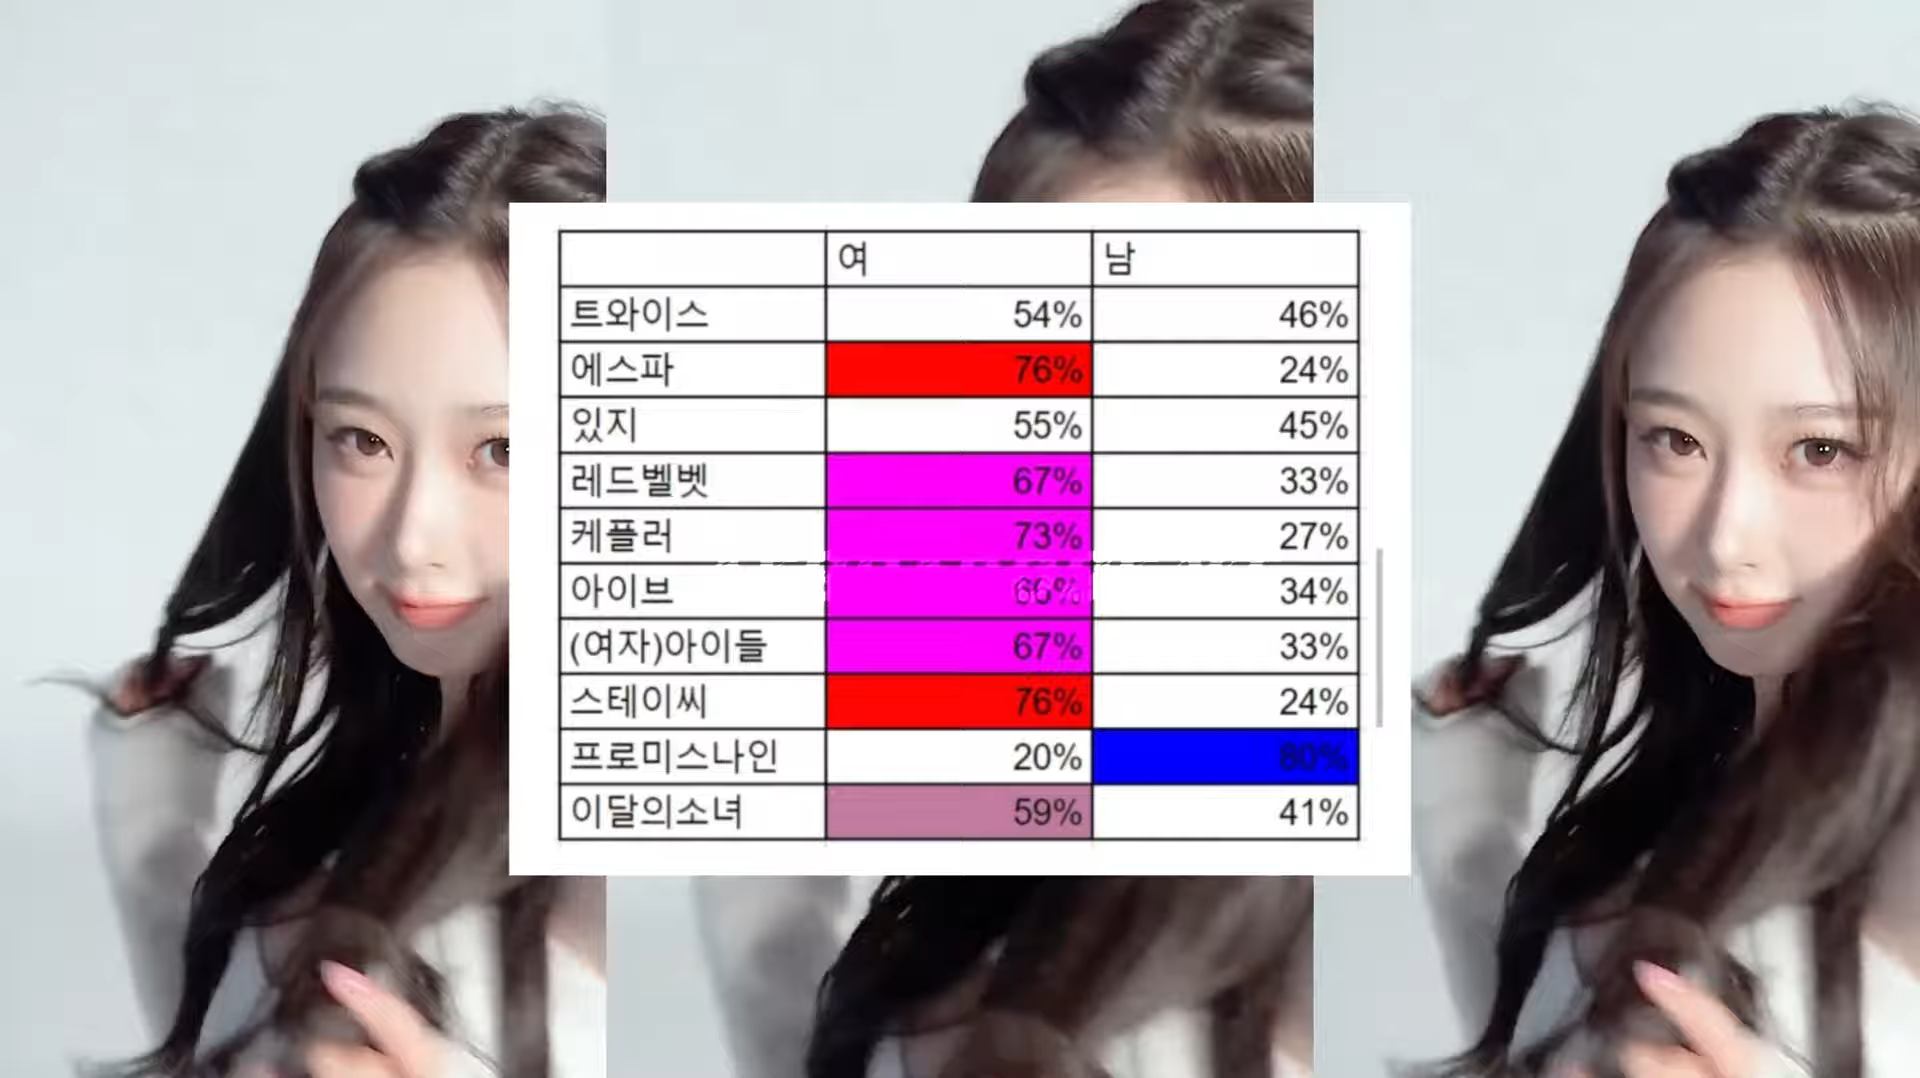 여 남
트와이스 54% 46%
에스파 76% 24%
있지 55% 45%
레드벨벳 67% 33%
케플러 73% 27%
아이브 66% 34%
(여자)아이들 67% 33%
스테이씨 76% 24%
프로미스나인 20% 80%
이달의소녀 59% 41%